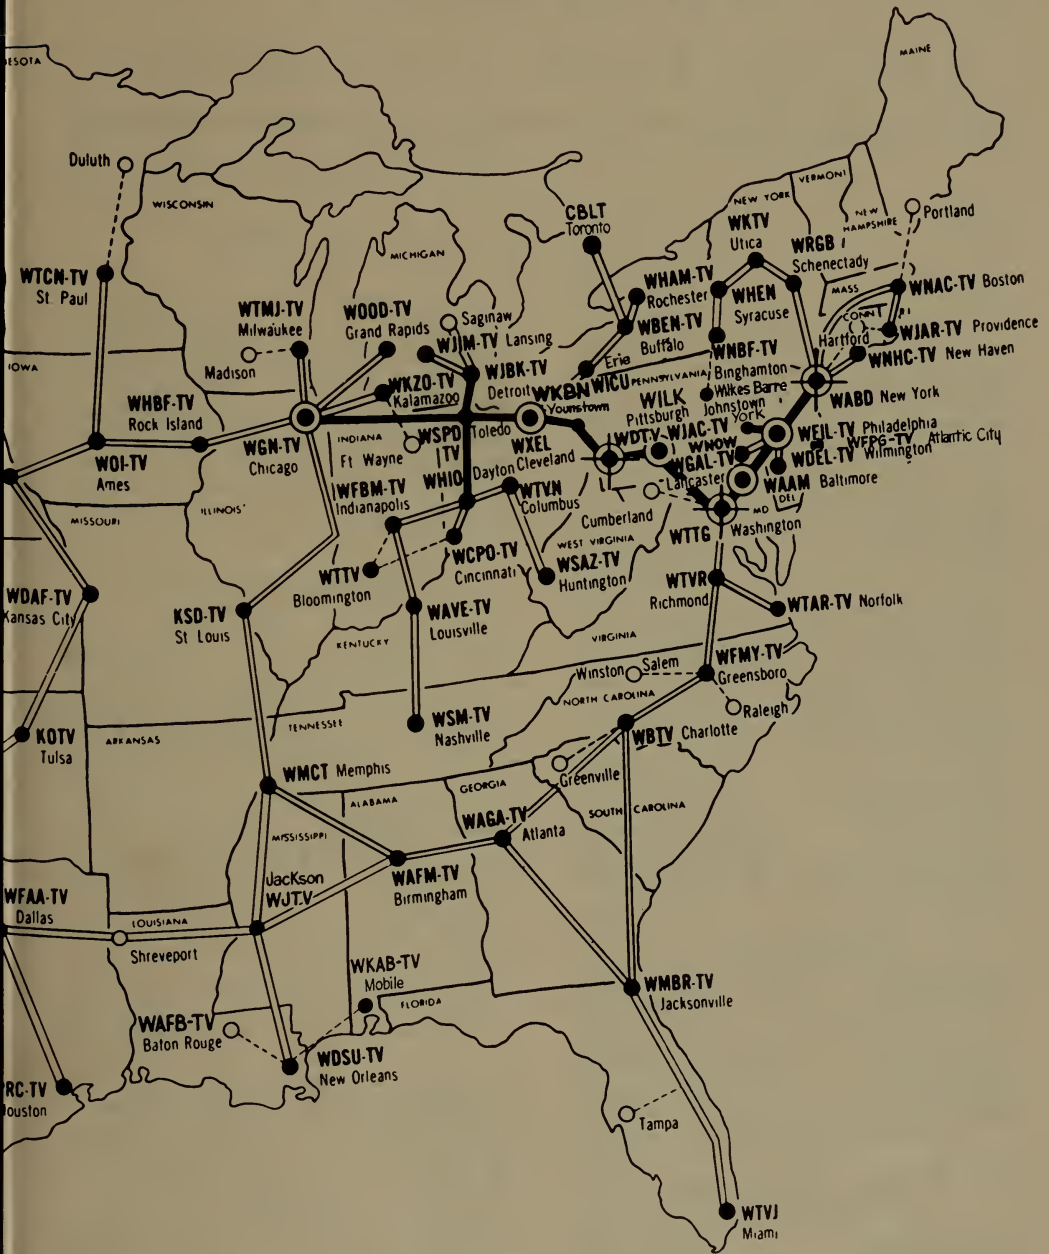 MAINE
Duluth
WISCONSIN
VERMONT
NEW YORK
NEW
HAMPSHIRE
Portland
CBLT
Toronto
WKTV
Utica
WRGB
Schenectady
MICHIGAN
WTCN-TV
St. Paul
WHAM-TV
Rochester
WHEN
Syracuse
MASS
WNAC-TV Boston
WTMJ-TV
Milwaukee
WOOD-TV
Grand Rapids
Saginaw
WJIM-TV Lansing
WBEN-TV
Buffalo
CONN
R I
Hartford
WJAR-TV Providence
WNHC-TV New Haven
IOWA
Madison
WJBK-TV
Detroit
Erie
WICU
PENNSYLVANIA
WNBF-TV
Binghamton
WKZO-TV
Kalamazoo
WKBN
Younstown
Wilkes Barre
WILK
WABD New York
WHBF-TV
Rock Island
Pittsburgh
Johnstown
York
WGN-TV
Chicago
INDIANA
Ft Wayne
WSPD
TV
Toledo
WXEL
Cleveland
WDTV
WJAC-TV
WNOW
WGAL-TV
Lancaster
WFIL-TV Philadelphia
WFPG-TV Atlantic City
WDEL-TV Wilmington
WOI-TV
Ames
WFBM-TV
Indianapolis
WHIO
Dayton
WTVN
Columbus
WAAM Baltimore
DEL
MD
MISSOURI
ILLINOIS
Cumberland
WTTG
Washington
WEST VIRGINIA
WTTV
Bloomington
WCPO-TV
Cincinnati
WSAZ-TV
Huntington
WTVR
Richmond
WDAF-TV
Kansas City
KSD-TV
St Louis
WAVE-TV
Louisville
WTAR-TV Norfolk
KENTUCKY
VIRGINIA
Winston Salem
WFMY-TV
Greensboro
NORTH CAROLINA
Raleigh
KOTV
Tulsa
ARKANSAS
TENNESSEE
WSM-TV
Nashville
WBTV Charlotte
WMCT Memphis
Greenville
GEORGIA
ALABAMA
SOUTH CAROLINA
WAGA-TV
Atlanta
MISSISSIPPI
WAFM-TV
Birmingham
Jackson
WJTV
WFAA-TV
Dallas
LOUISIANA
Shreveport
WKAB-TV
Mobile
FLORIDA
WMBR-TV
Jacksonville
WAFB-TV
Baton Rouge
WDSU-TV
New Orleans
Tampa
WTVJ
Miami